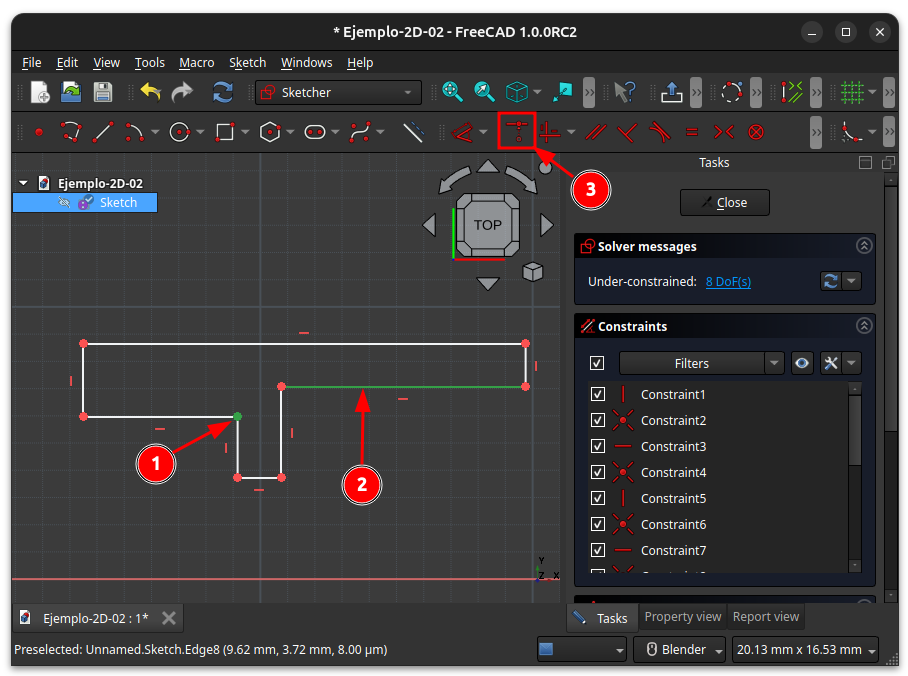 * Ejemplo-2D-02 - FreeCAD 1.0.0RC2
File Edit View Tools Macro Sketch Windows Help
Sketcher
3
Tasks
Ejemplo-2D-02
Sketch
TOP
Close
Solver messages
Under-constrained: 8 DoF(s)
Constraints
Filters
Constraint1
Constraint2
Constraint3
Constraint4
Constraint5
Constraint6
Constraint7
1
2
Y
Z X
Ejemplo-2D-02 : 1*
Tasks Property view Report view
Preselected: Unnamed.Sketch.Edge8 (9.62 mm, 3.72 mm, 8.00 µm)
Blender
20.13 mm x 16.53 mm